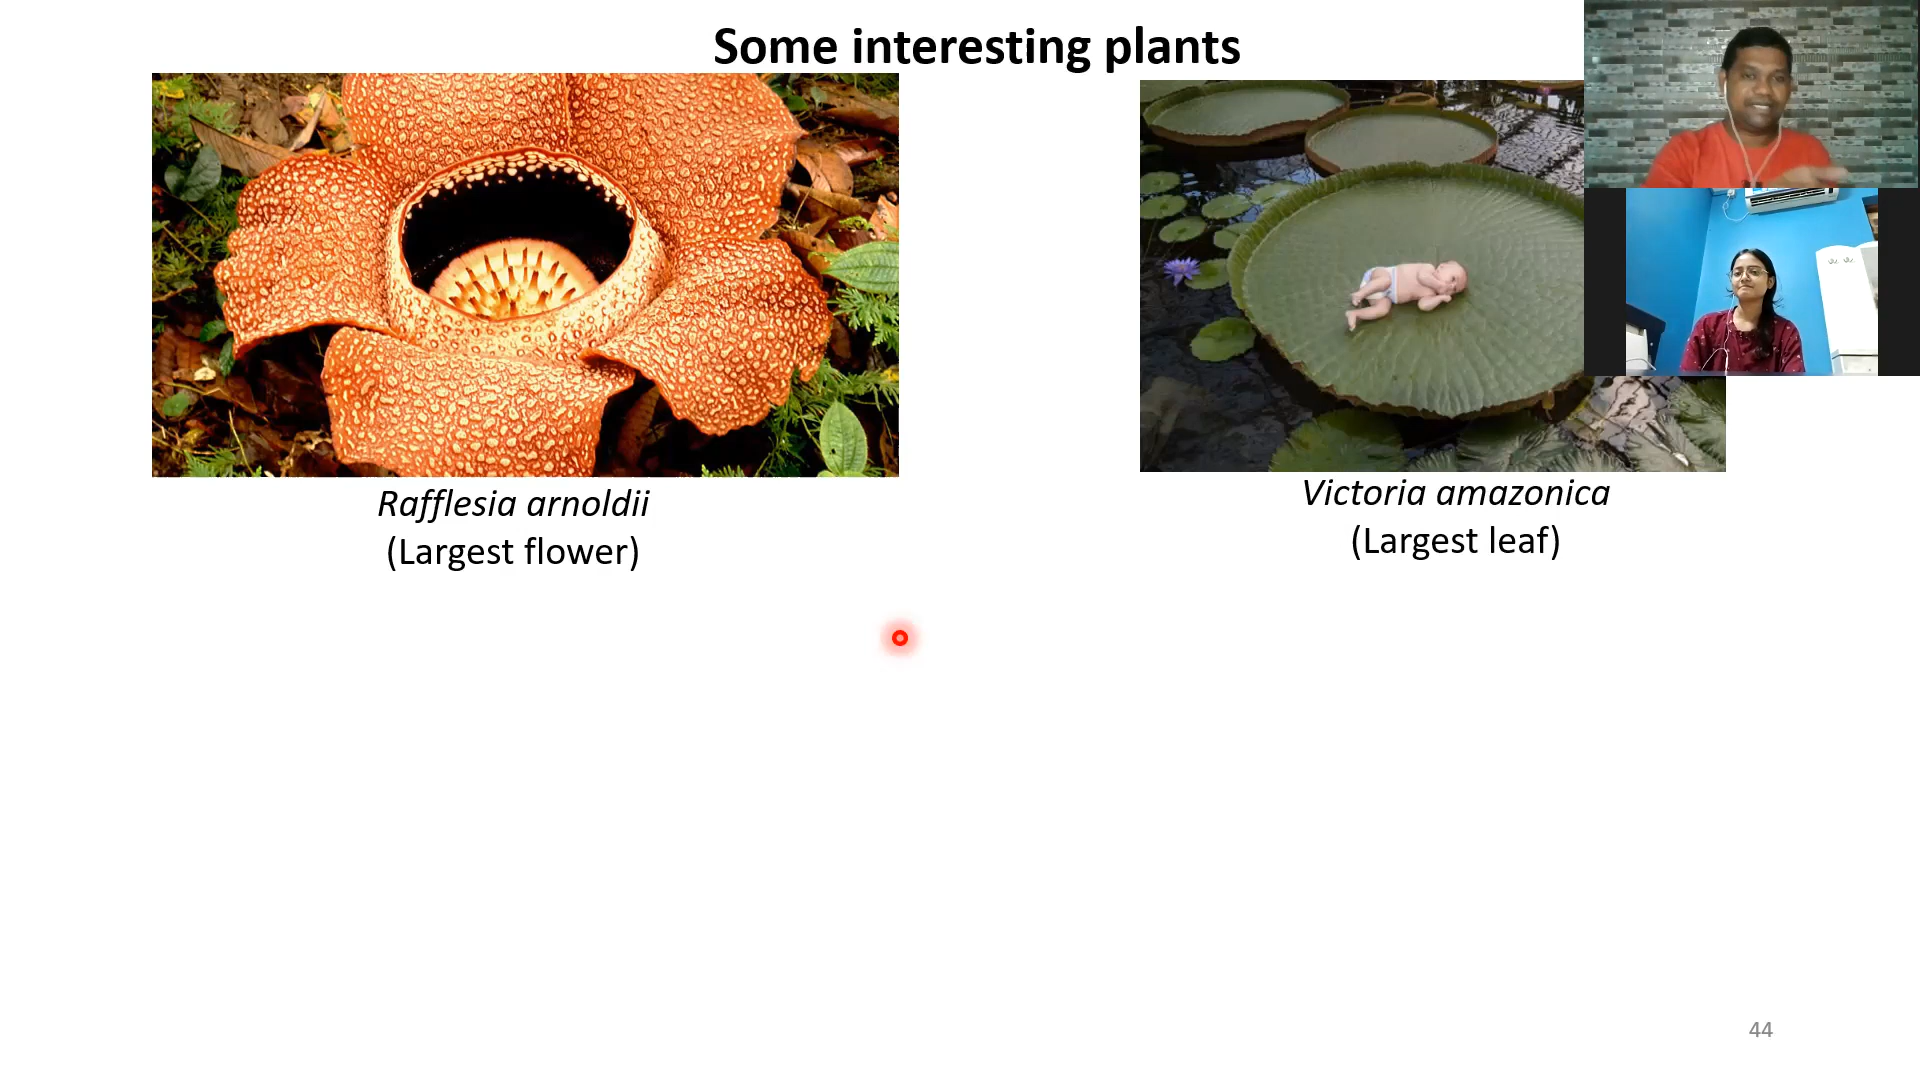 Some interesting plants
Rafflesia arnoldii
(Largest flower)
Victoria amazonica
(Largest leaf)
44